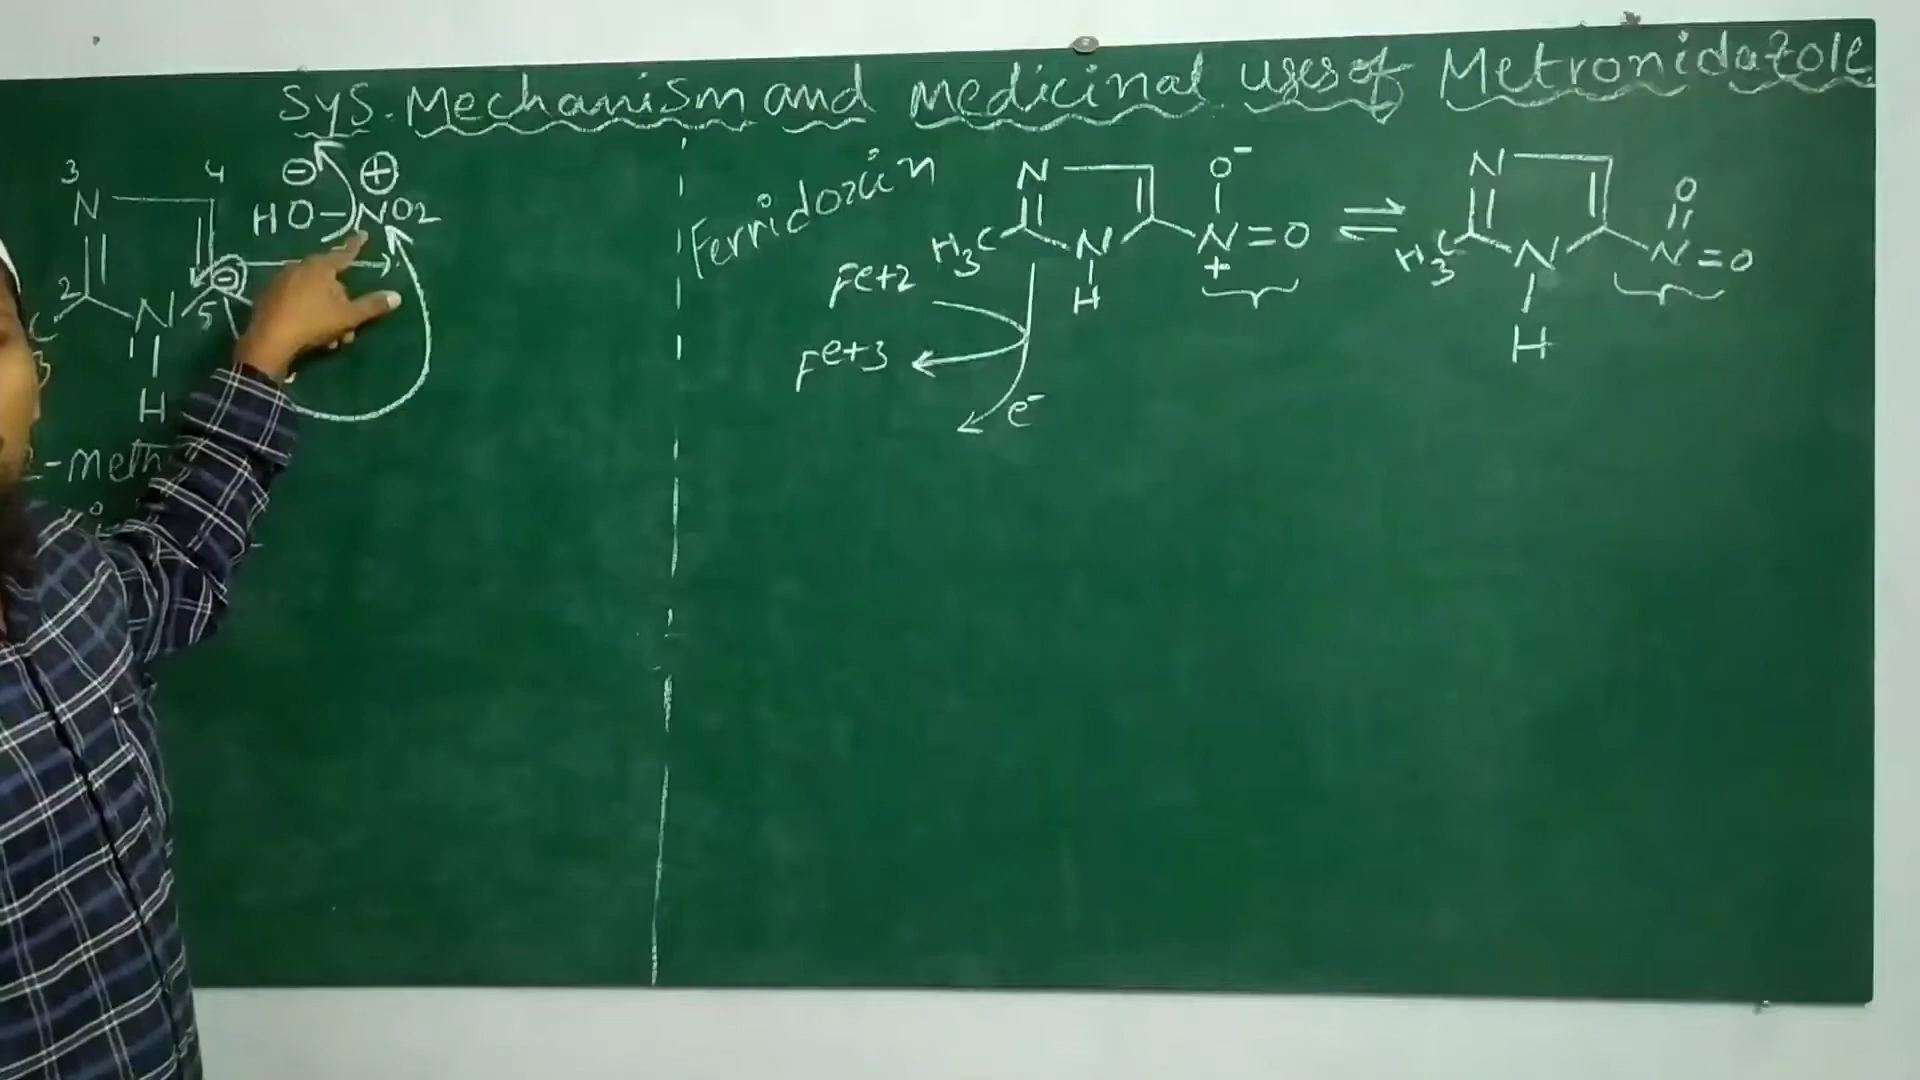 Sys. Mechanism and medicinal uses of Metronidazole
3 4 ⊖ ⊕
N HO-NO2
⊖
2 N 5
C
3
H
2-meth
Ferridoxin
N O-
H3C N N=O
H +
Fe+2
Fe+3
e-
⇌
N O
H3C N N=O
H